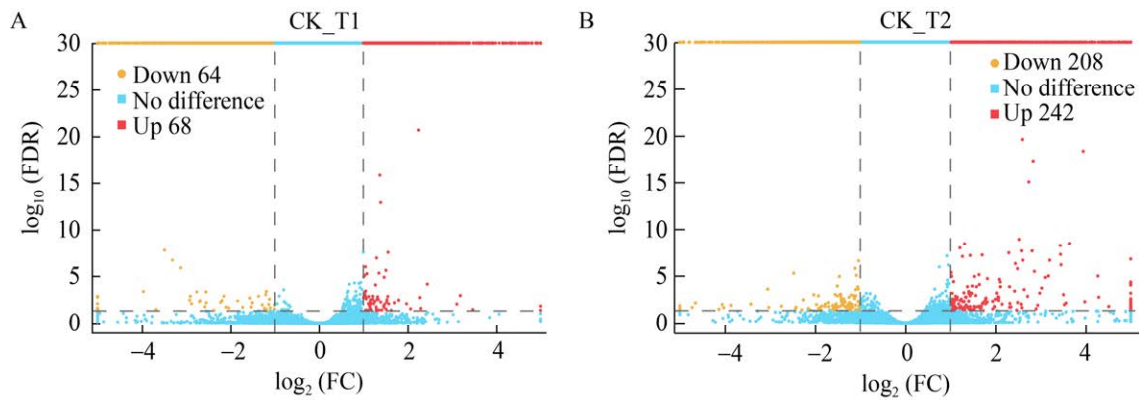 A
CK_T1
30
25
20
15
10
5
0
Down 64
No difference
Up 68
log10 (FDR)
−4
−2
0
2
4
log2 (FC)
B
CK_T2
30
25
20
15
10
5
0
Down 208
No difference
Up 242
log10 (FDR)
−4
−2
0
2
4
log2 (FC)